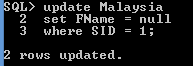 SQL> update Malaysia
2 set FName = null
3 where SID = 1;
2 rows updated.